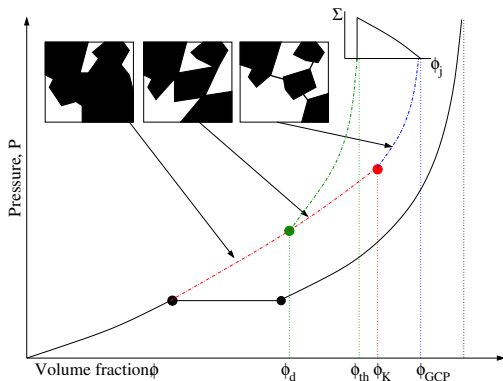 Σ
ϕj
Pressure, P
Volume fractionϕ
ϕd
ϕth
ϕK
ϕGCP